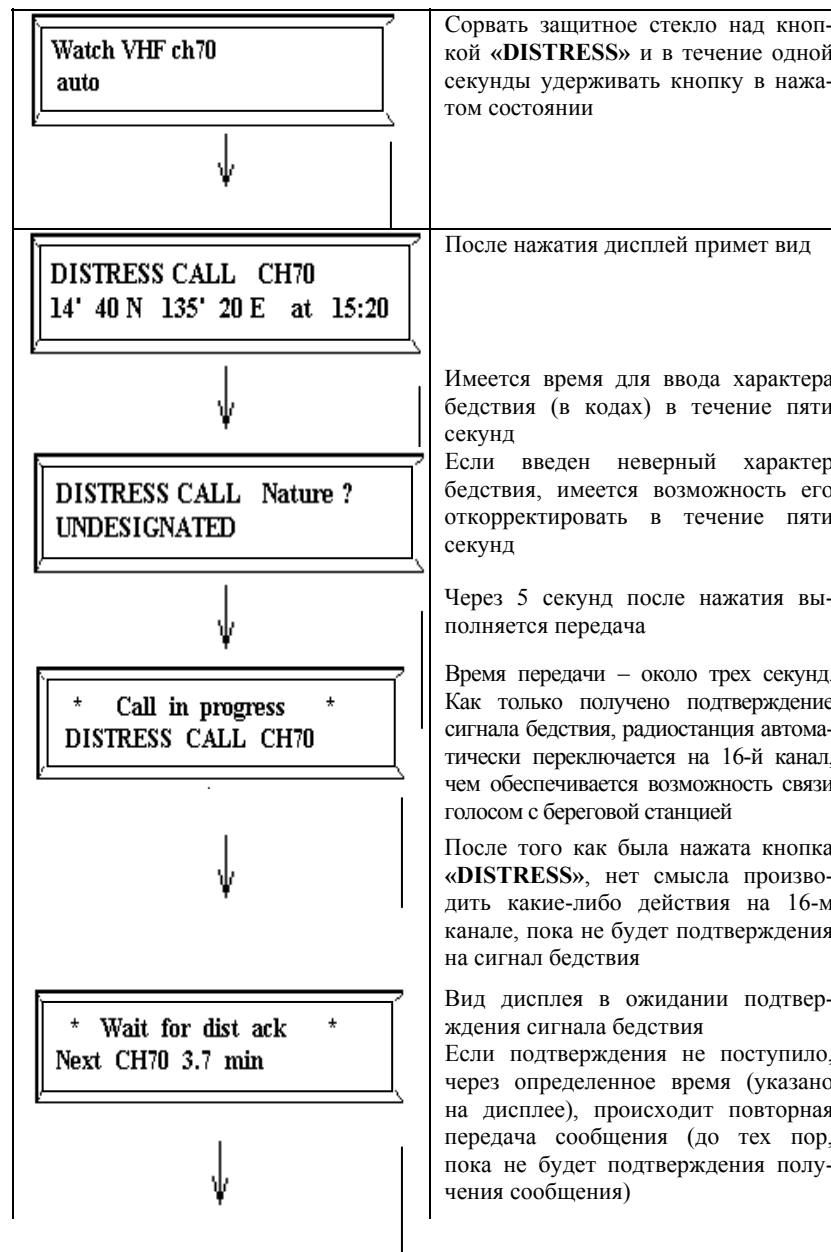 Watch VHF ch70
auto
Сорвать защитное стекло над кноп-
кой «DISTRESS» и в течение одной
секунды удерживать кнопку в нажа-
том состоянии
DISTRESS CALL CH70
14' 40 N 135' 20 E at 15:20
После нажатия дисплей примет вид
Имеется время для ввода характера
бедствия (в кодах) в течение пяти
секунд
Если введен неверный характер
бедствия, имеется возможность его
откорректировать в течение пяти
секунд
DISTRESS CALL Nature ?
UNDESIGNATED
Через 5 секунд после нажатия вы-
полняется передача
* Call in progress *
DISTRESS CALL CH70
Время передачи – около трех секунд.
Как только получено подтверждение
сигнала бедствия, радиостанция автома-
тически переключается на 16-й канал,
чем обеспечивается возможность связи
голосом с береговой станцией
После того как была нажата кнопка
«DISTRESS», нет смысла произво-
дить какие-либо действия на 16-м
канале, пока не будет подтверждения
на сигнал бедствия
* Wait for dist ack *
Next CH70 3.7 min
Вид дисплея в ожидании подтвер-
ждения сигнала бедствия
Если подтверждения не поступило,
через определенное время (указано
на дисплее), происходит повторная
передача сообщения (до тех пор,
пока не будет подтверждения полу-
чения сообщения)